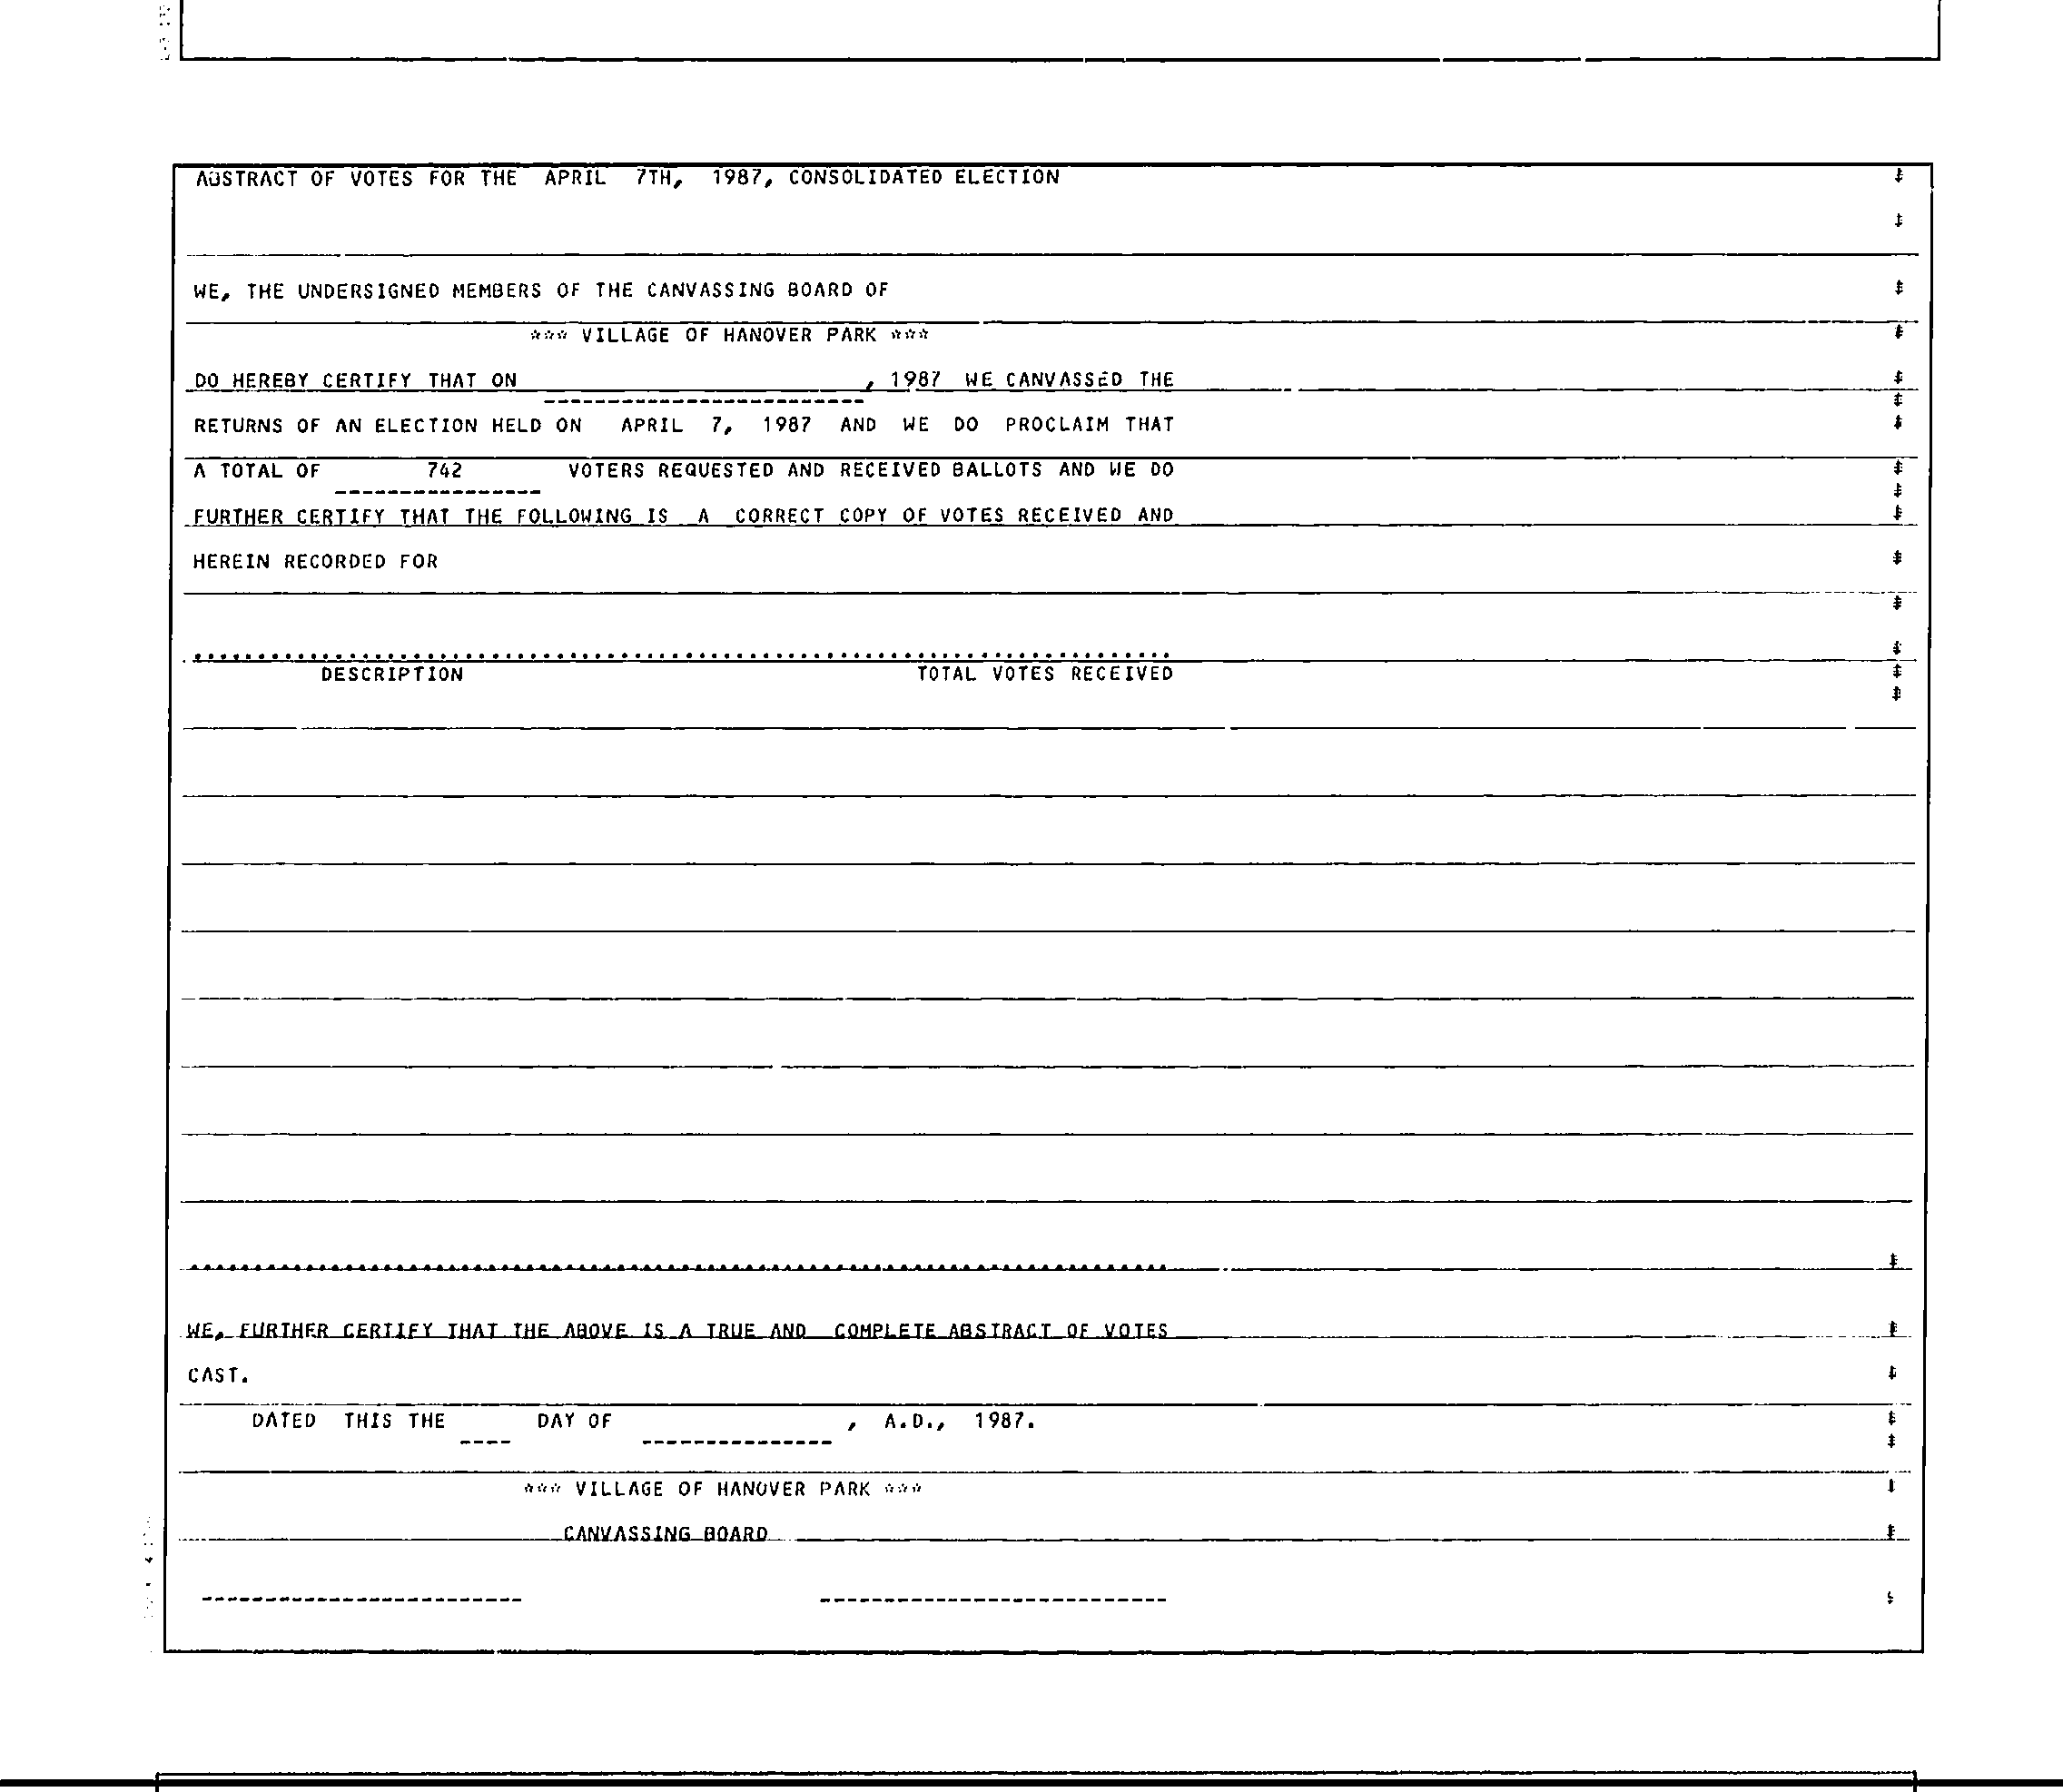 ABSTRACT OF VOTES FOR THE APRIL 7TH, 1987, CONSOLIDATED ELECTION
WE, THE UNDERSIGNED MEMBERS OF THE CANVASSING BOARD OF
*** VILLAGE OF HANOVER PARK ***
DO HEREBY CERTIFY THAT ON , 1987 WE CANVASSED THE
RETURNS OF AN ELECTION HELD ON APRIL 7, 1987 AND WE DO PROCLAIM THAT
A TOTAL OF 742 VOTERS REQUESTED AND RECEIVED BALLOTS AND WE DO
FURTHER CERTIFY THAT THE FOLLOWING IS A CORRECT COPY OF VOTES RECEIVED AND
HEREIN RECORDED FOR
DESCRIPTION TOTAL VOTES RECEIVED
WE, FURTHER CERTIFY THAT THE ABOVE IS A TRUE AND COMPLETE ABSTRACT OF VOTES
CAST.
DATED THIS THE DAY OF , A.D., 1987.
*** VILLAGE OF HANOVER PARK ***
CANVASSING BOARD